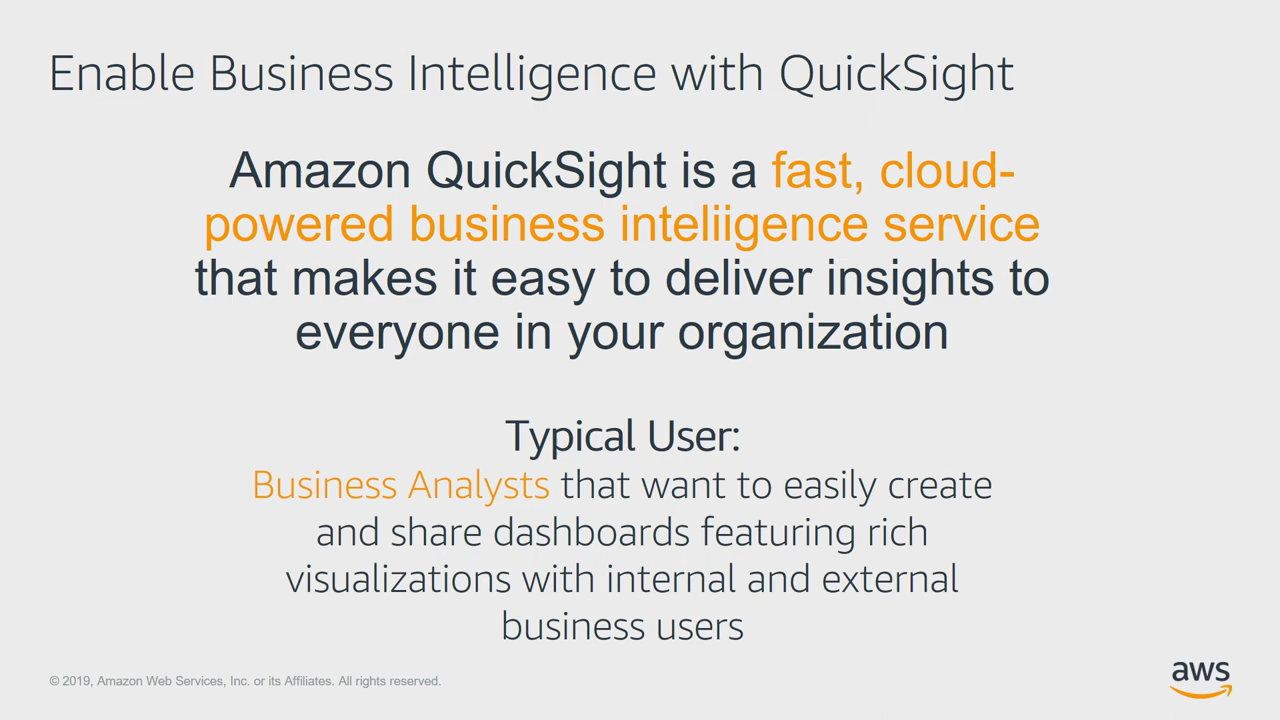 Enable Business Intelligence with QuickSight
Amazon QuickSight is a fast, cloud-
powered business inteliigence service
that makes it easy to deliver insights to
everyone in your organization
Typical User:
Business Analysts that want to easily create
and share dashboards featuring rich
visualizations with internal and external
business users
© 2019, Amazon Web Services, Inc. or its Affiliates. All rights reserved.
aws